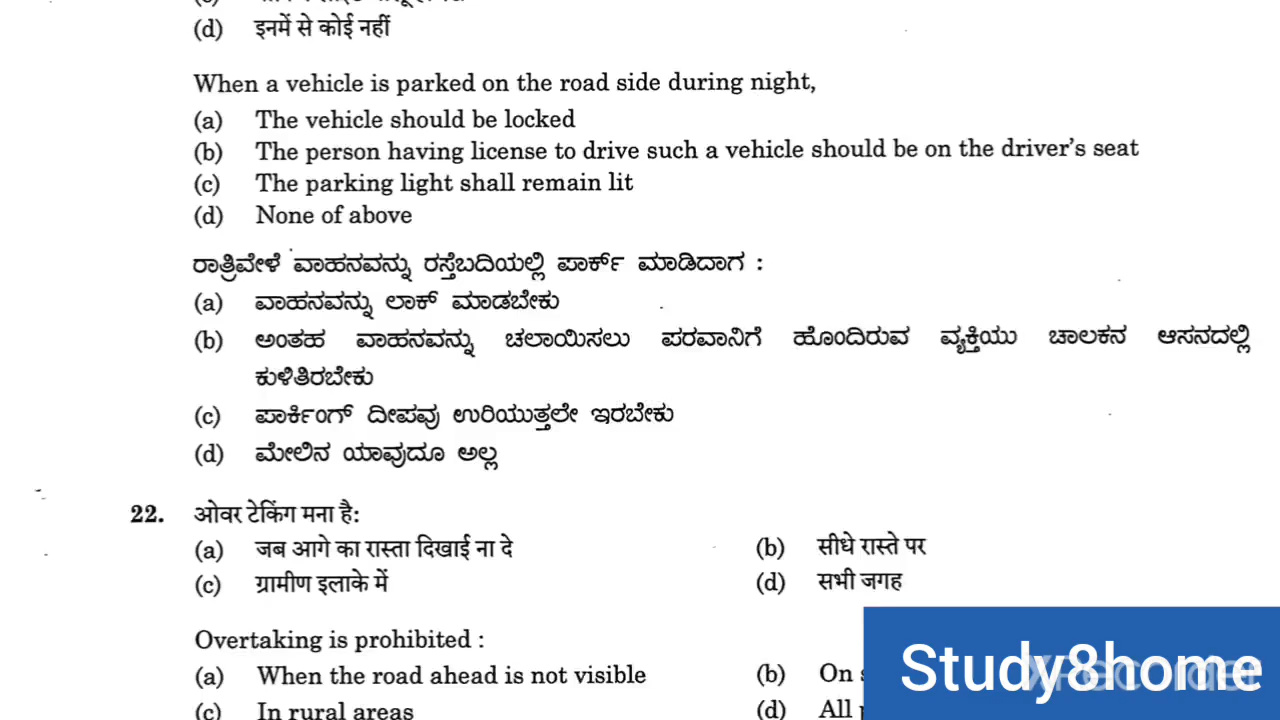 (d) इनमें से कोई नहीं
When a vehicle is parked on the road side during night,
(a) The vehicle should be locked
(b) The person having license to drive such a vehicle should be on the driver's seat
(c) The parking light shall remain lit
(d) None of above
ರಾತ್ರಿವೇಳೆ ವಾಹನವನ್ನು ರಸ್ತೆಬದಿಯಲ್ಲಿ ಪಾರ್ಕ್ ಮಾಡಿದಾಗ :
(a) ವಾಹನವನ್ನು ಲಾಕ್ ಮಾಡಬೇಕು
(b) ಅಂತಹ ವಾಹನವನ್ನು ಚಲಾಯಿಸಲು ಪರವಾನಿಗೆ ಹೊಂದಿರುವ ವ್ಯಕ್ತಿಯು ಚಾಲಕನ ಆಸನದಲ್ಲಿ
ಕುಳಿತಿರಬೇಕು
(c) ಪಾರ್ಕಿಂಗ್ ದೀಪವು ಉರಿಯುತ್ತಲೇ ಇರಬೇಕು
(d) ಮೇಲಿನ ಯಾವುದೂ ಅಲ್ಲ
22. ओवर टेकिंग मना है:
(a) जब आगे का रास्ता दिखाई ना दे (b) सीधे रास्ते पर
(c) ग्रामीण इलाके में (d) सभी जगह
Overtaking is prohibited :
(a) When the road ahead is not visible (b) On
(c) In rural areas (d) All
Study8home